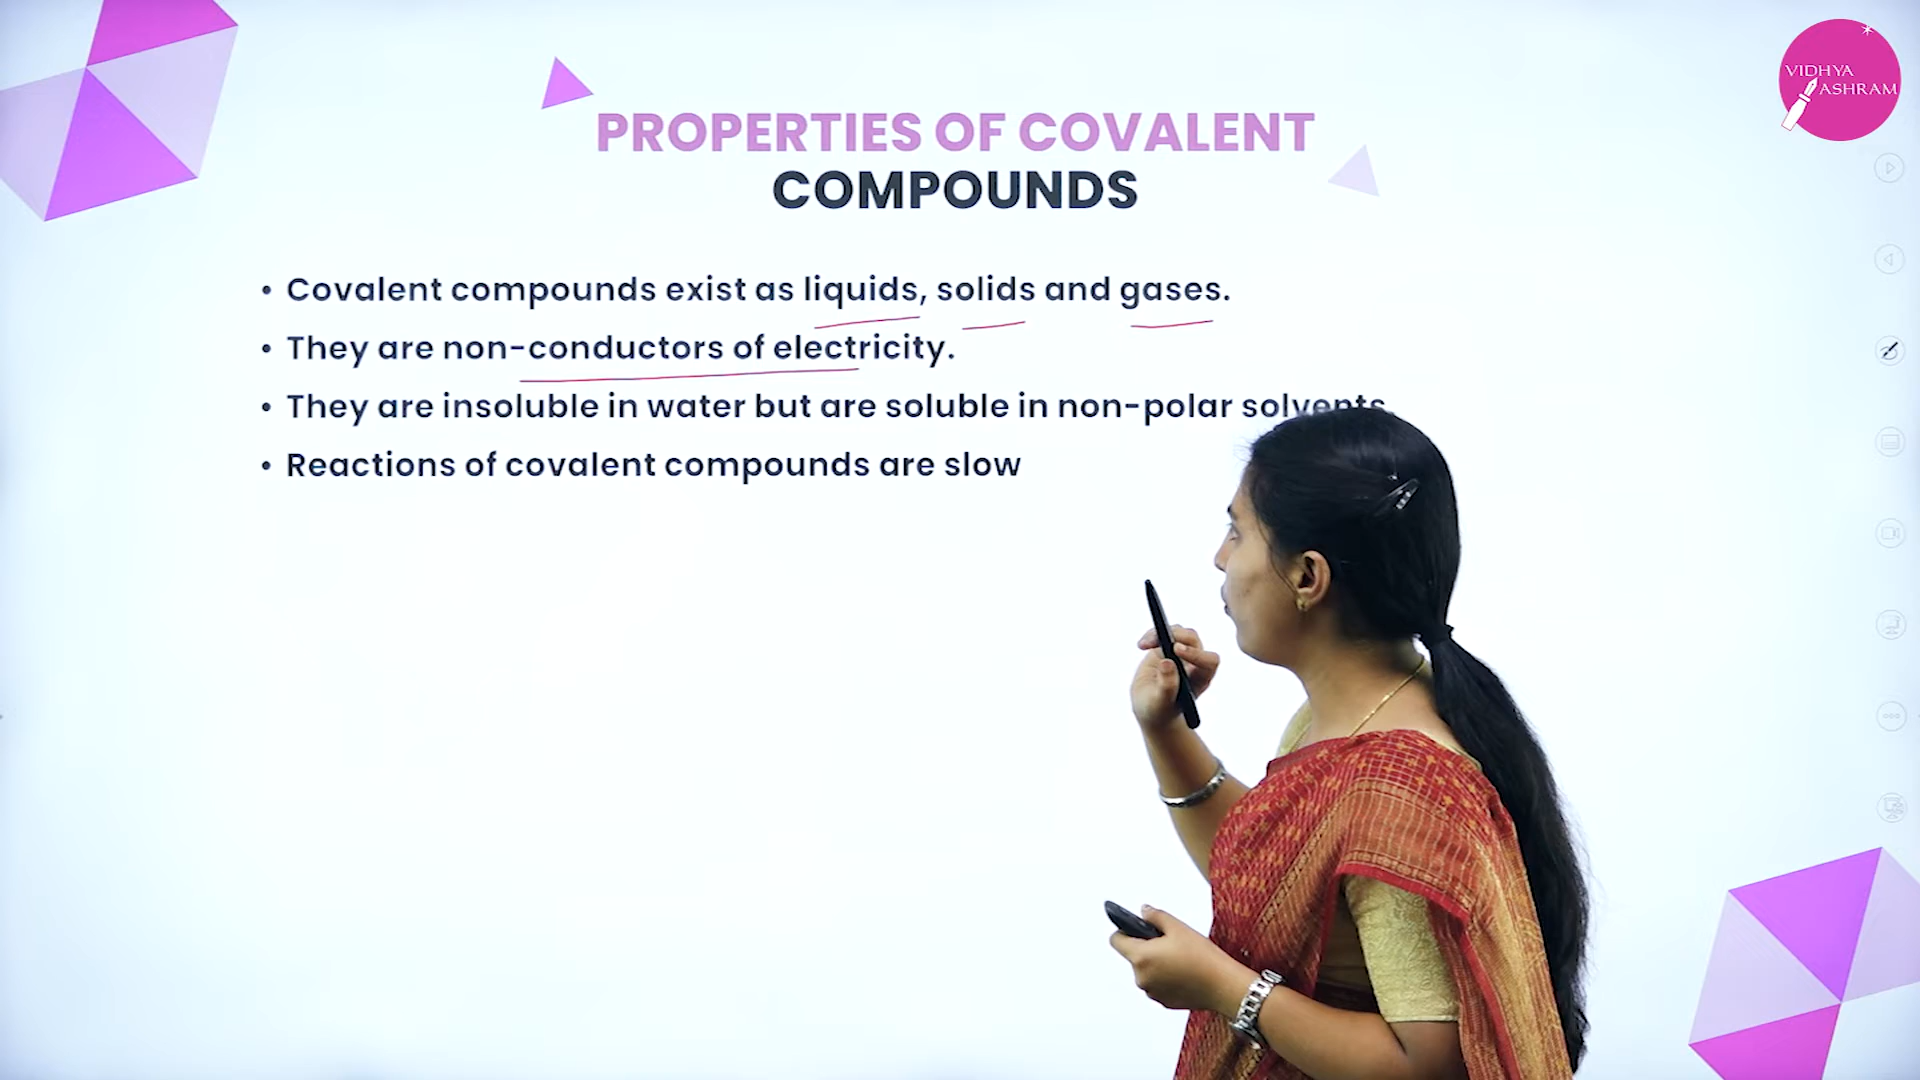 VIDHYA
ASHRAM
PROPERTIES OF COVALENT
COMPOUNDS
• Covalent compounds exist as liquids, solids and gases.
• They are non-conductors of electricity.
• They are insoluble in water but are soluble in non-polar solvents.
• Reactions of covalent compounds are slow